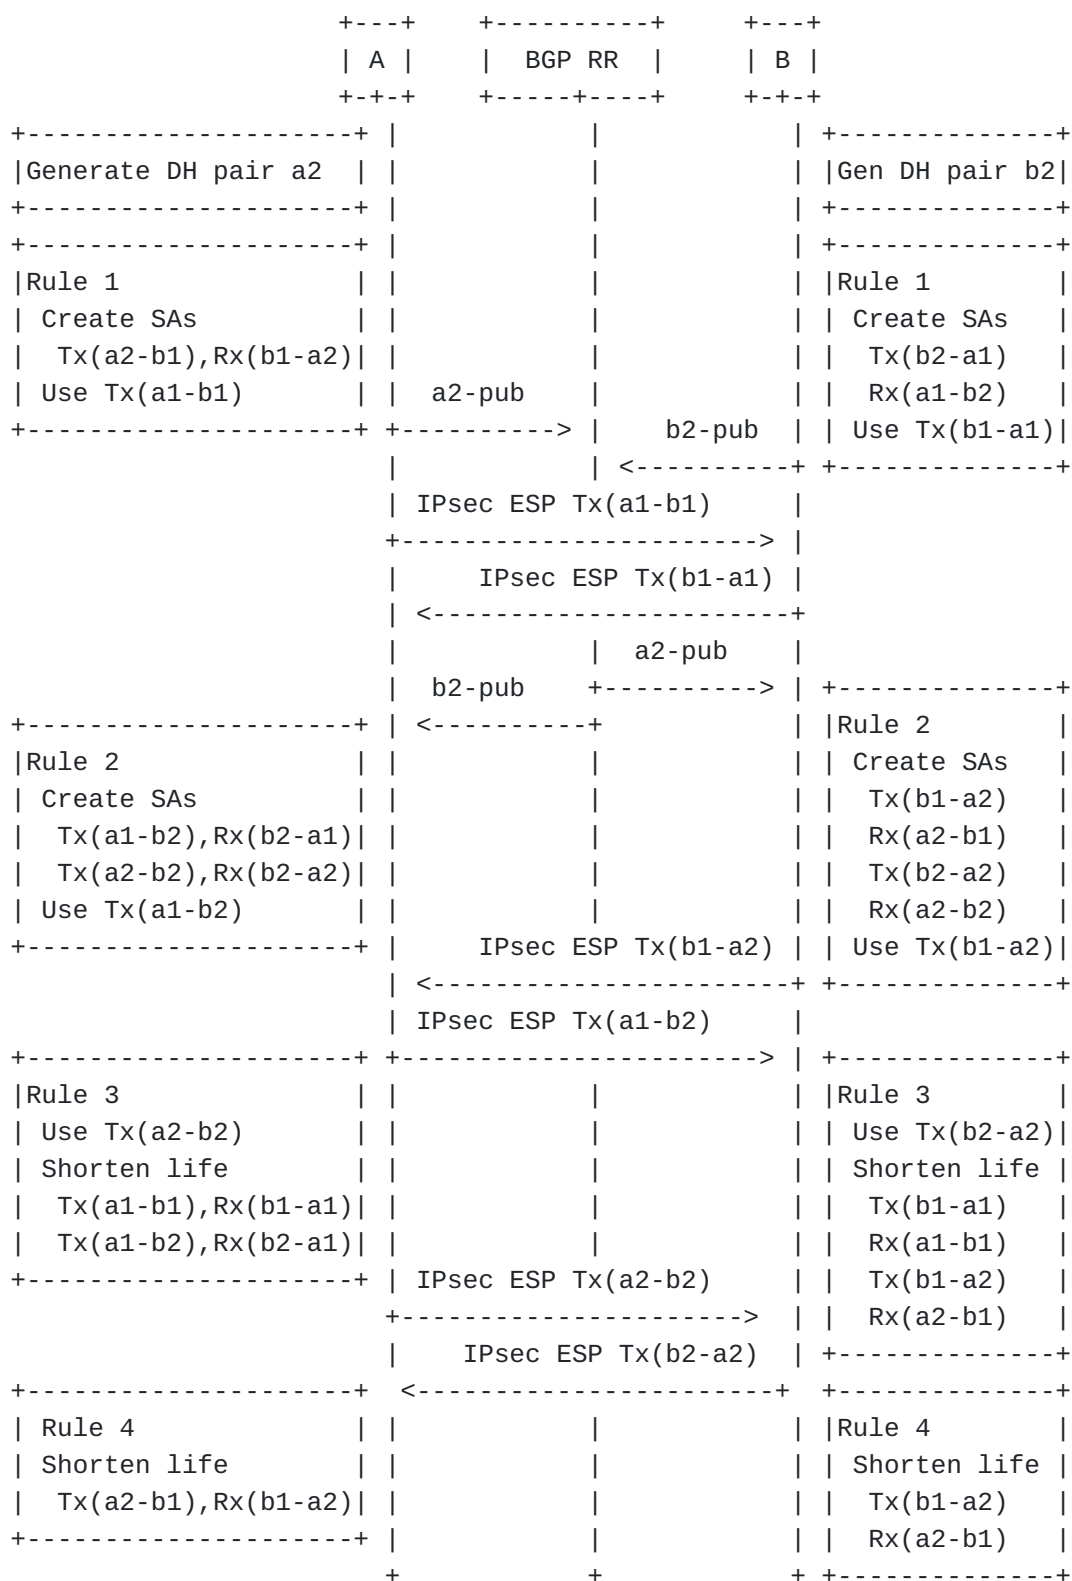 +---+    +----------+     +---+
                     | A |    |  BGP RR  |     | B |
                     +-+-+    +-----+----+     +-+-+
+---------------------+ |            |            | +--------------+
|Generate DH pair a2  | |            |            | |Gen DH pair b2|
+---------------------+ |            |            | +--------------+
+---------------------+ |            |            | +--------------+
|Rule 1               | |            |            | |Rule 1        |
| Create SAs          | |            |            | | Create SAs   |
|  Tx(a2-b1),Rx(b1-a2)| |            |            | |  Tx(b2-a1)   |
| Use Tx(a1-b1)       | |  a2-pub    |            | |  Rx(a1-b2)   |
+---------------------+ +----------> |    b2-pub  | | Use Tx(b1-a1)|
                        |            | <----------+ +--------------+
                        | IPsec ESP Tx(a1-b1)     |
                        +-----------------------> |
                        |     IPsec ESP Tx(b1-a1) |
                        | <-----------------------+
                        |            |  a2-pub    |
                        |  b2-pub    +----------> | +--------------+
+---------------------+ | <----------+            | |Rule 2        |
|Rule 2               | |            |            | | Create SAs   |
| Create SAs          | |            |            | |  Tx(b1-a2)   |
|  Tx(a1-b2),Rx(b2-a1)| |            |            | |  Rx(a2-b1)   |
|  Tx(a2-b2),Rx(b2-a2)| |            |            | |  Tx(b2-a2)   |
| Use Tx(a1-b2)       | |            |            | |  Rx(a2-b2)   |
+---------------------+ |     IPsec ESP Tx(b1-a2) | | Use Tx(b1-a2)|
                        | <-----------------------+ +--------------+
                        | IPsec ESP Tx(a1-b2)     |
+---------------------+ +-----------------------> | +--------------+
|Rule 3               | |            |            | |Rule 3        |
| Use Tx(a2-b2)       | |            |            | | Use Tx(b2-a2)|
| Shorten life        | |            |            | | Shorten life |
|  Tx(a1-b1),Rx(b1-a1)| |            |            | |  Tx(b1-a1)   |
|  Tx(a1-b2),Rx(b2-a1)| |            |            | |  Rx(a1-b1)   |
+---------------------+ | IPsec ESP Tx(a2-b2)     | |  Tx(b1-a2)   |
                        +---------------------->  | |  Rx(a2-b1)   |
                        |    IPsec ESP Tx(b2-a2)  | +--------------+
+---------------------+  <-----------------------+  +--------------+
| Rule 4              | |            |            | |Rule 4        |
| Shorten life        | |            |            | | Shorten life |
|  Tx(a2-b1),Rx(b1-a2)| |            |            | |  Tx(b1-a2)   |
+---------------------+ |            |            | |  Rx(a2-b1)   |
                        +            +            + +--------------+